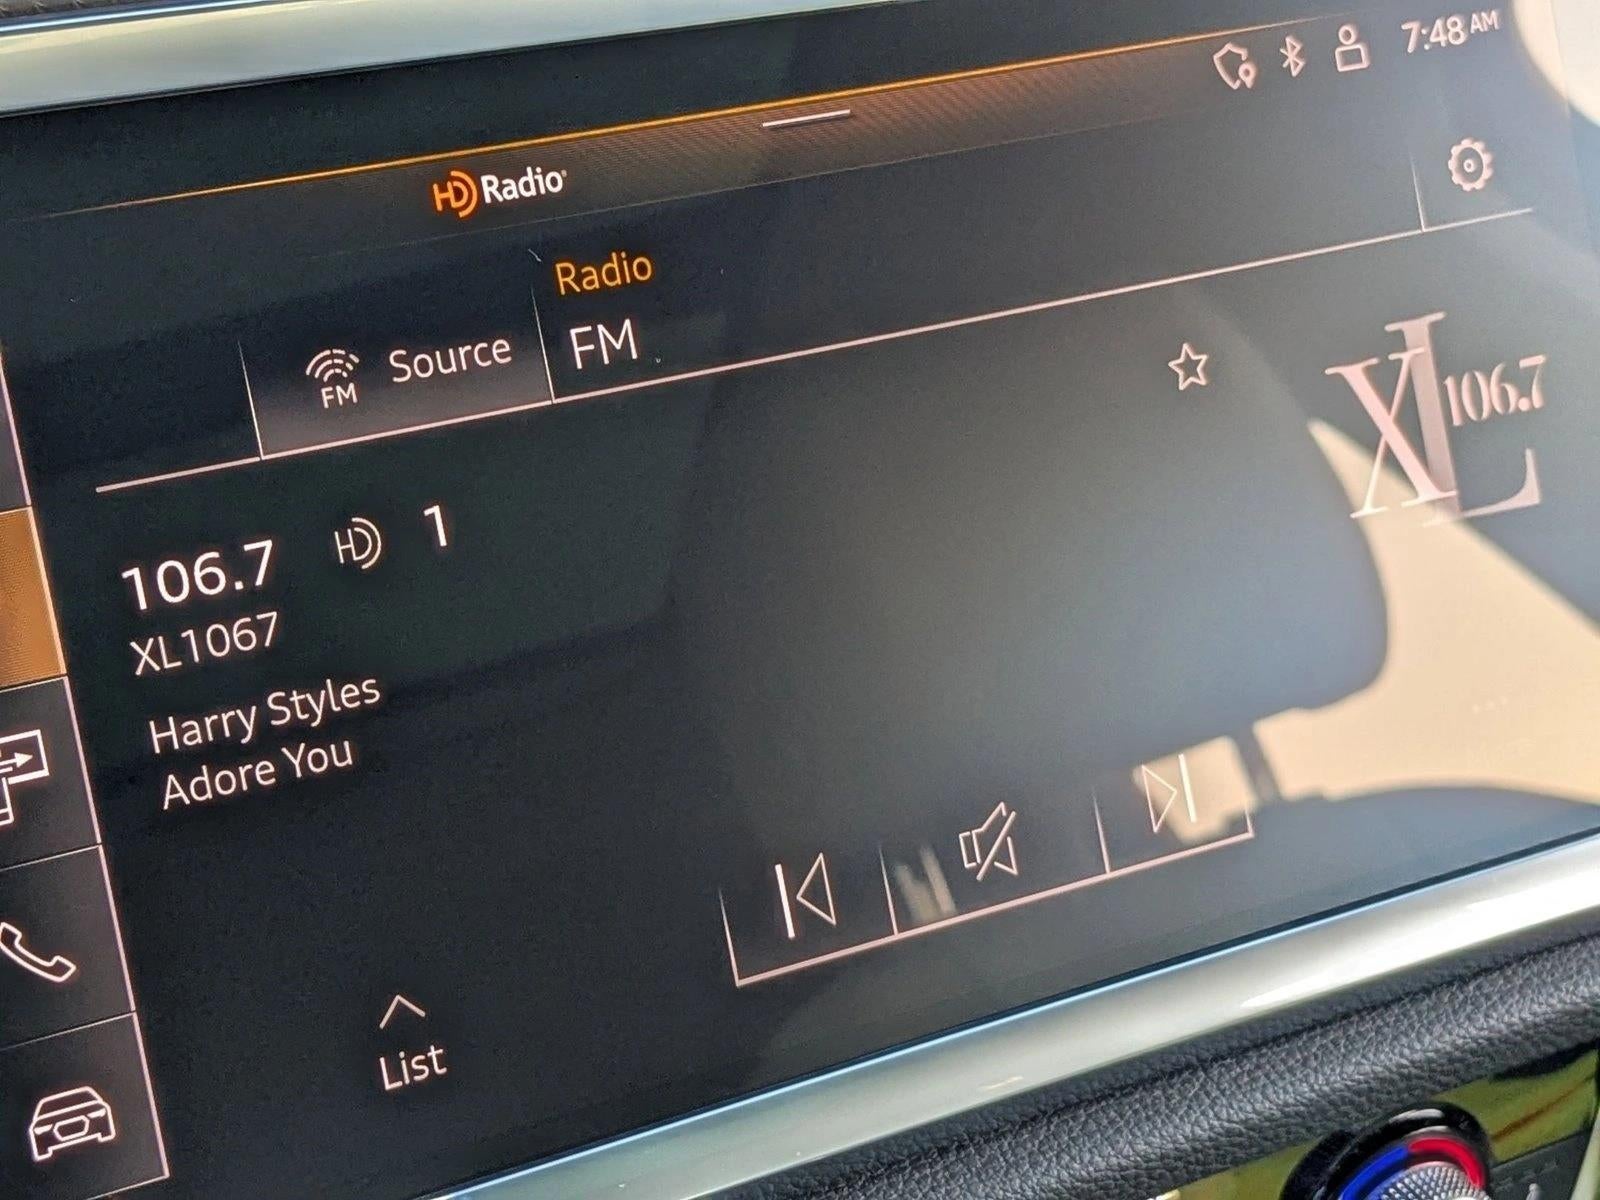 7:48 AM
HD Radio
Radio
FM
FM Source
XL 106.7
106.7 HD 1
XL1067
Harry Styles
Adore You
List